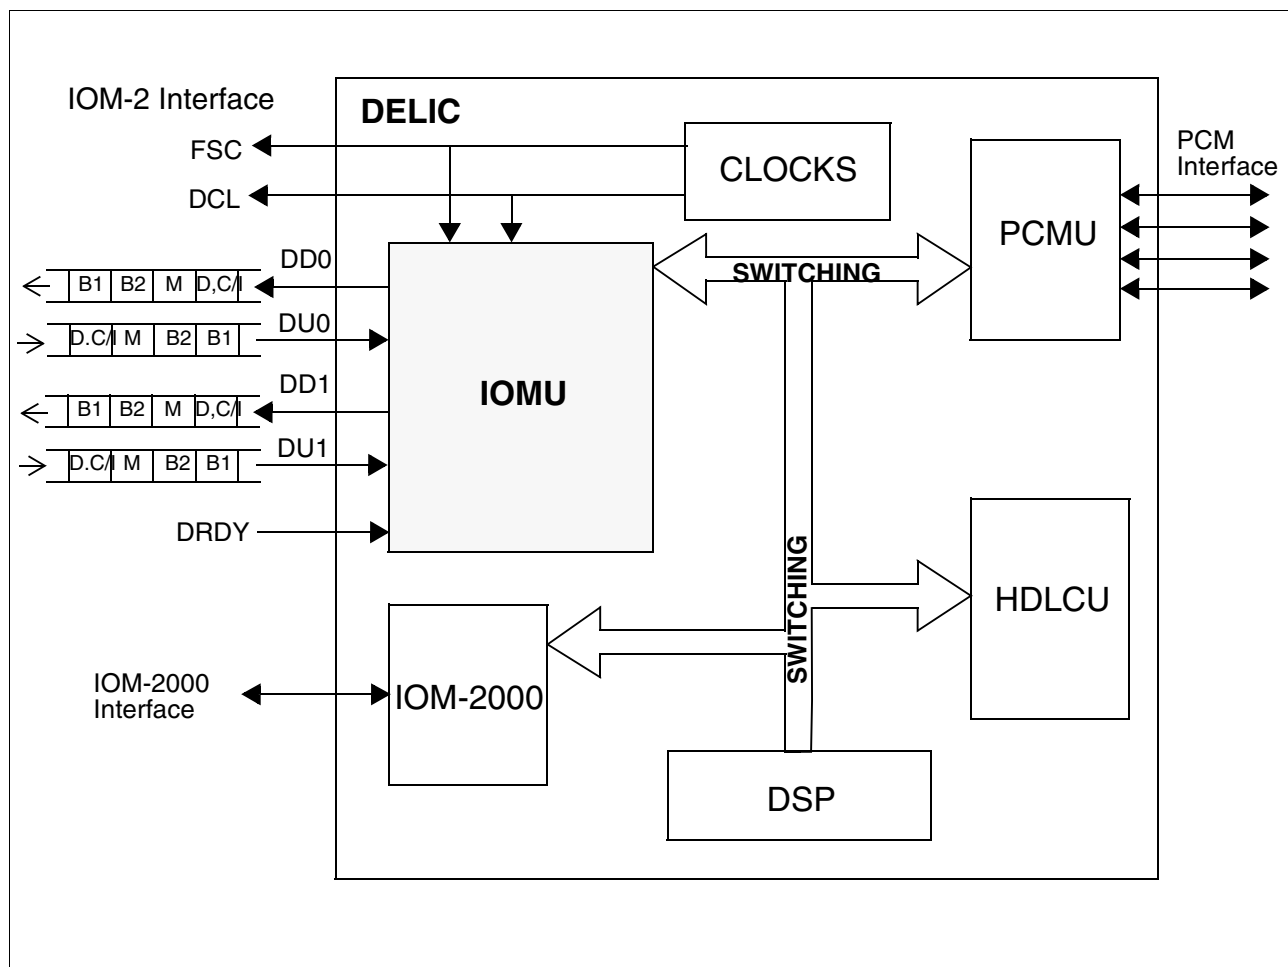 IOM-2 Interface
DELIC
FSC
CLOCKS
PCM
Interface
DCL
PCMU
DD0
SWITCHING
B1 B2 M D,C/I
DU0
D.C/I M B2 B1
DD1
IOMU
B1 B2 M D,C/I
DU1
D.C/I M B2 B1
DRDY
SWITCHING
HDLCU
IOM-2000
Interface
IOM-2000
DSP